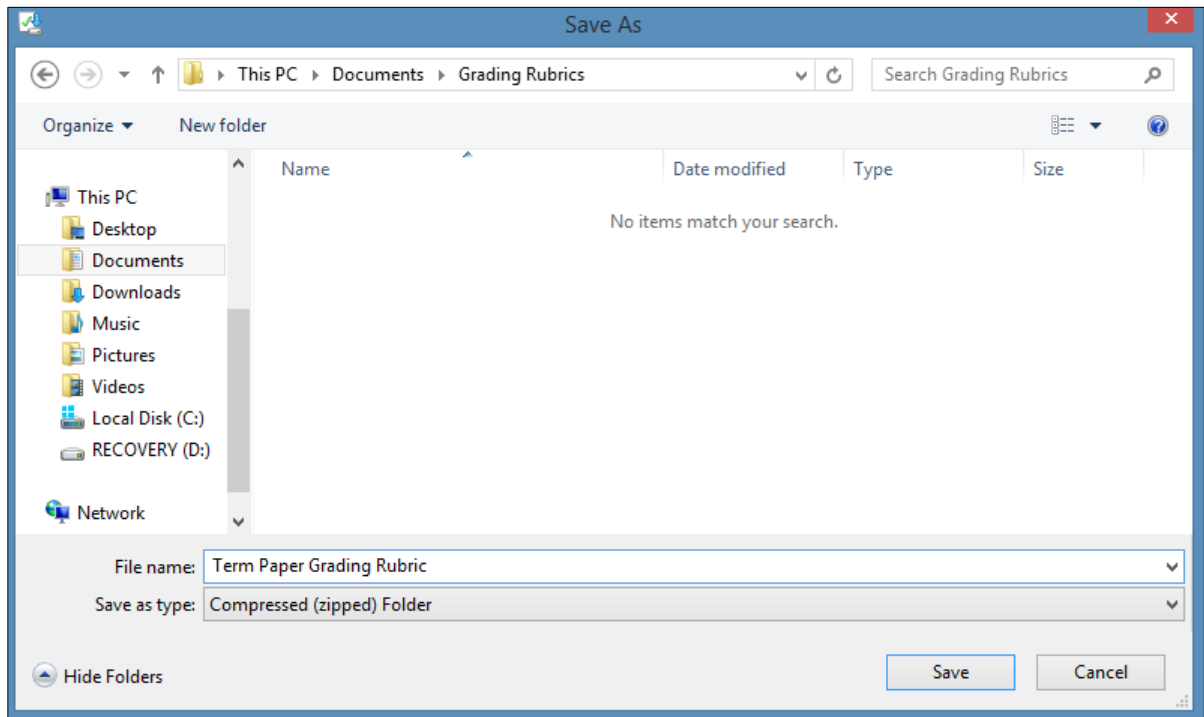 Save As
This PC Documents Grading Rubrics
Search Grading Rubrics
Organize New folder
Name Date modified Type Size
No items match your search.
This PC
Desktop
Documents
Downloads
Music
Pictures
Videos
Local Disk (C:)
RECOVERY (D:)
Network
File name: Term Paper Grading Rubric
Save as type: Compressed (zipped) Folder
Hide Folders
Save
Cancel